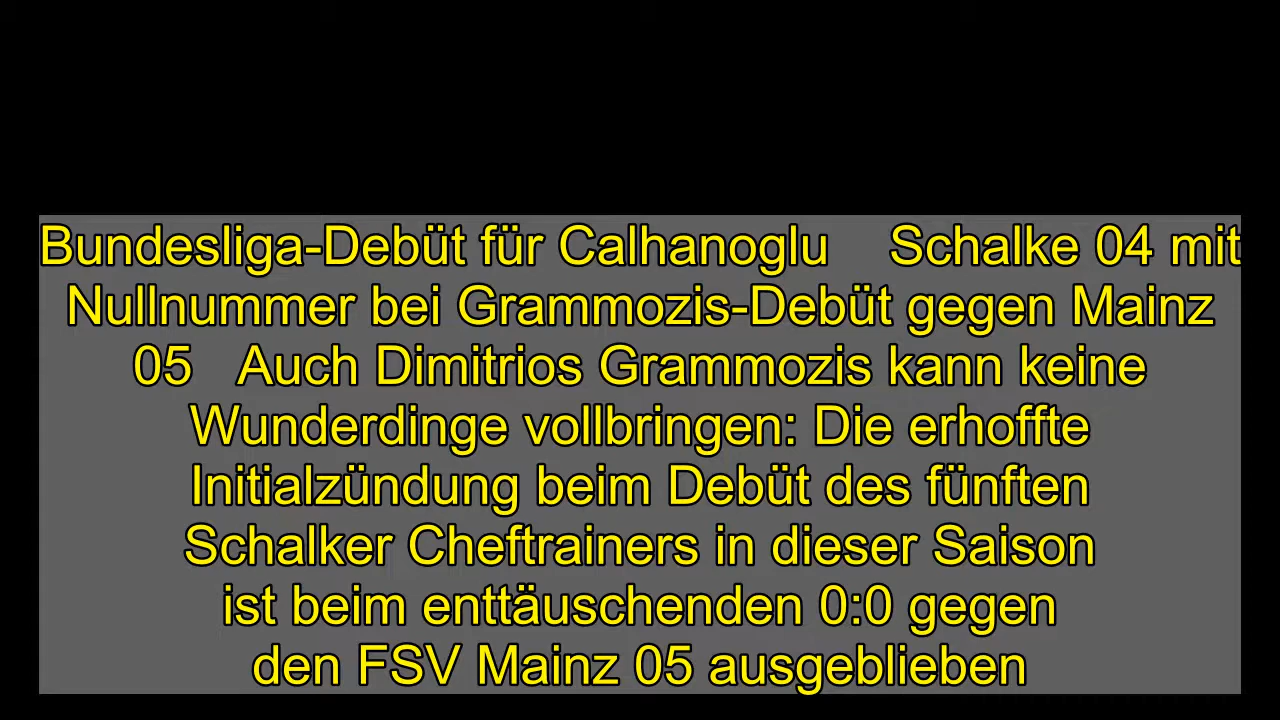 Bundesliga-Debüt für Calhanoglu    Schalke 04 mit
Nullnummer bei Grammozis-Debüt gegen Mainz
05   Auch Dimitrios Grammozis kann keine
Wunderdinge vollbringen: Die erhoffte
Initialzündung beim Debüt des fünften
Schalker Cheftrainers in dieser Saison
ist beim enttäuschenden 0:0 gegen
den FSV Mainz 05 ausgeblieben